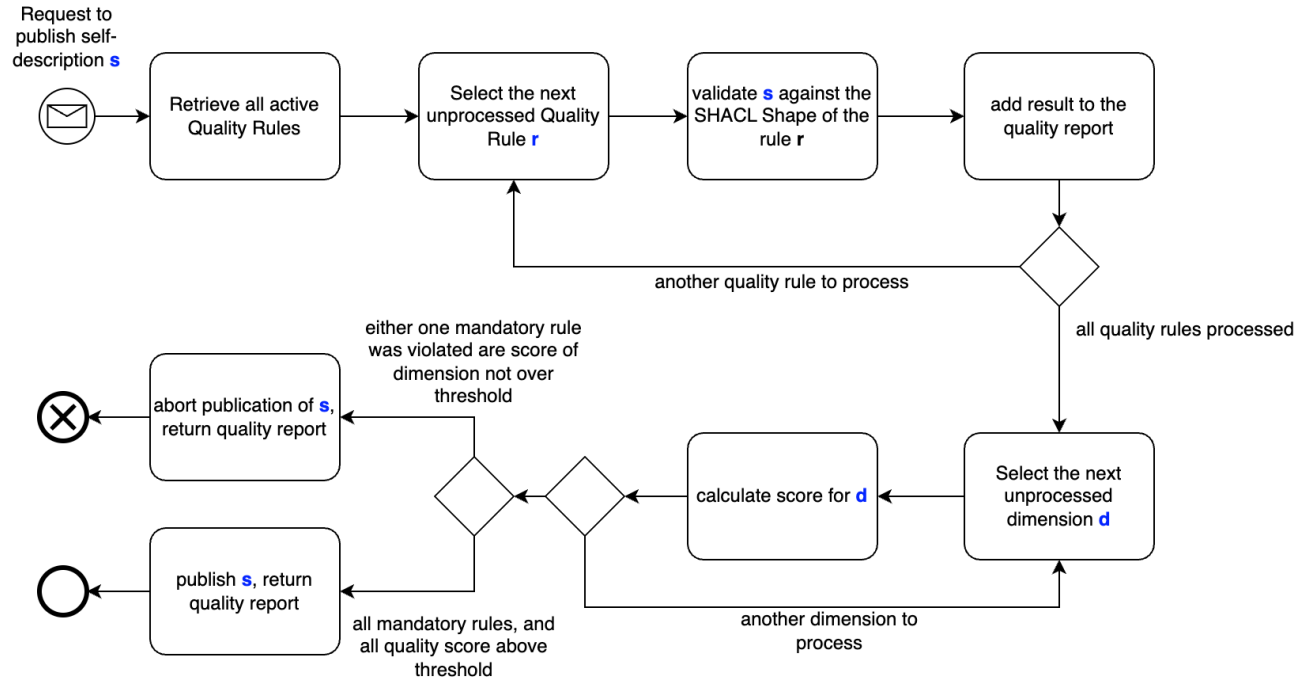 Request to
publish self-
description s
Retrieve all active
Quality Rules
Select the next
unprocessed Quality
Rule r
validate s against the
SHACL Shape of the
rule r
add result to the
quality report
another quality rule to process
all quality rules processed
either one mandatory rule
was violated are score of
dimension not over
threshold
abort publication of s,
return quality report
calculate score for d
Select the next
unprocessed
dimension d
publish s, return
quality report
all mandatory rules, and
all quality score above
threshold
another dimension to
process